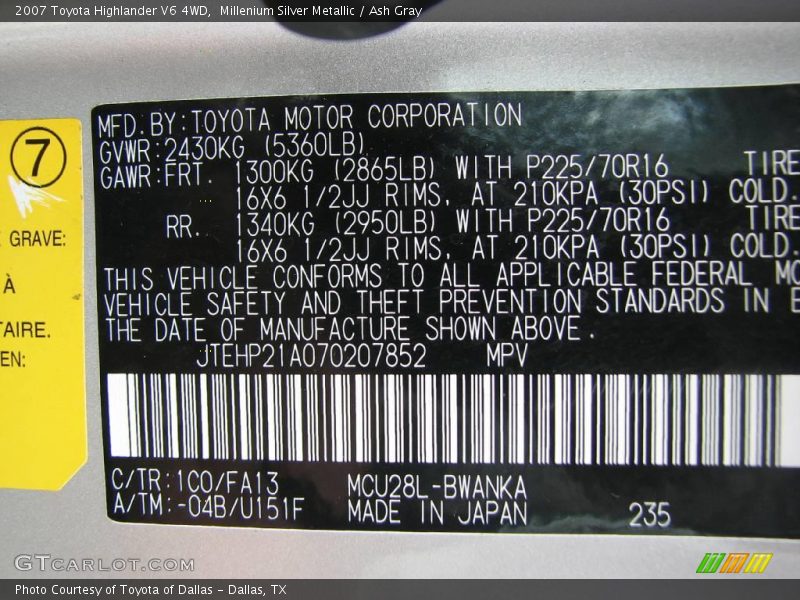 2007 Toyota Highlander V6 4WD,  Millenium Silver Metallic / Ash Gray
7
GRAVE:
À
TAIRE.
EN:
MFD.BY:TOYOTA MOTOR CORPORATION
GVWR:2430KG (5360LB)
GAWR:FRT. 1300KG (2865LB) WITH P225/70R16 TIRE
16X6 1/2JJ RIMS, AT 210KPA (30PSI) COLD.
RR. 1340KG (2950LB) WITH P225/70R16 TIRE
16X6 1/2JJ RIMS, AT 210KPA (30PSI) COLD.
THIS VEHICLE CONFORMS TO ALL APPLICABLE FEDERAL MO
VEHICLE SAFETY AND THEFT PREVENTION STANDARDS IN E
THE DATE OF MANUFACTURE SHOWN ABOVE.
JTEHP21A070207852 MPV
C/TR:1C0/FA13 MCU28L-BWANKA
A/TM:-04B/U151F MADE IN JAPAN 235
GTCARLOT.COM
Photo Courtesy of Toyota of Dallas – Dallas, TX